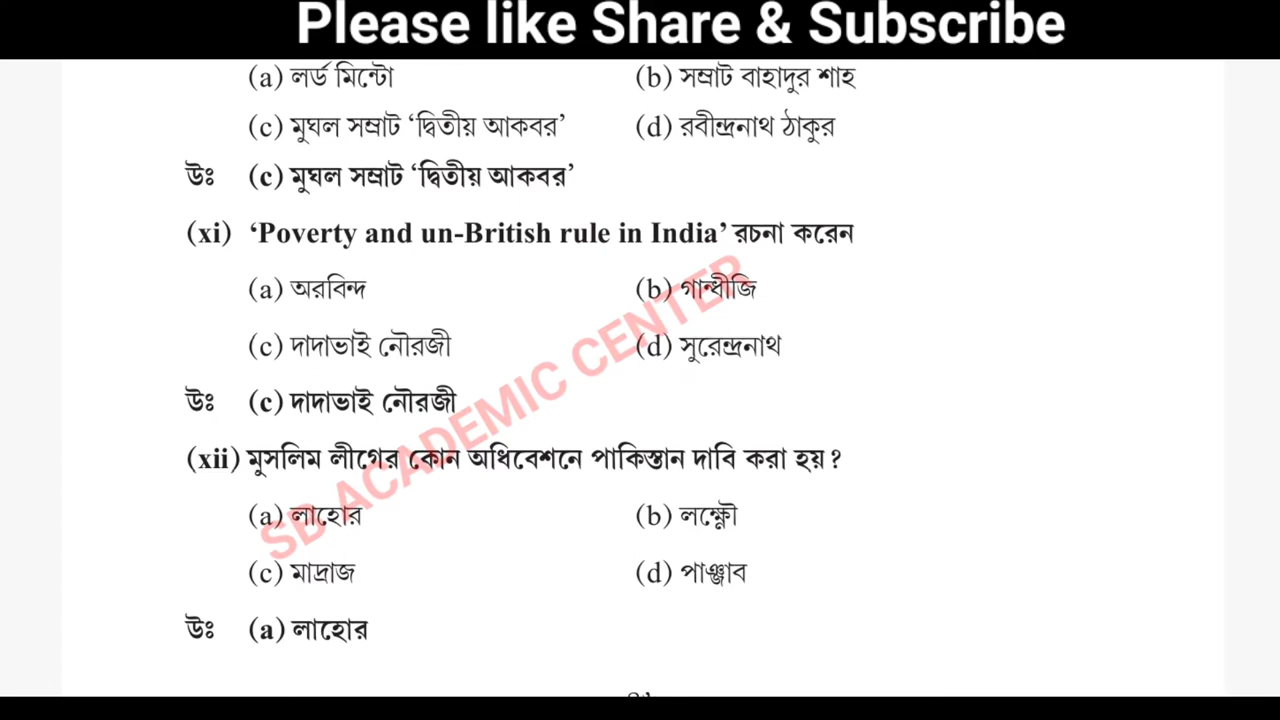 Please like Share & Subscribe
(a) লর্ড মিন্টো (b) সম্রাট বাহাদুর শাহ
(c) মুঘল সম্রাট ‘দ্বিতীয় আকবর’ (d) রবীন্দ্রনাথ ঠাকুর
উঃ (c) মুঘল সম্রাট ‘দ্বিতীয় আকবর’
(xi) ‘Poverty and un-British rule in India’ রচনা করেন
(a) অরবিন্দ (b) গান্ধীজি
(c) দাদাভাই নৌরজী (d) সুরেন্দ্রনাথ
উঃ (c) দাদাভাই নৌরজী
(xii) মুসলিম লীগের কোন অধিবেশনে পাকিস্তান দাবি করা হয় ?
(a) লাহোর (b) লক্ষ্ণৌ
(c) মাদ্রাজ (d) পাঞ্জাব
উঃ (a) লাহোর
SB ACADEMIC CENTER